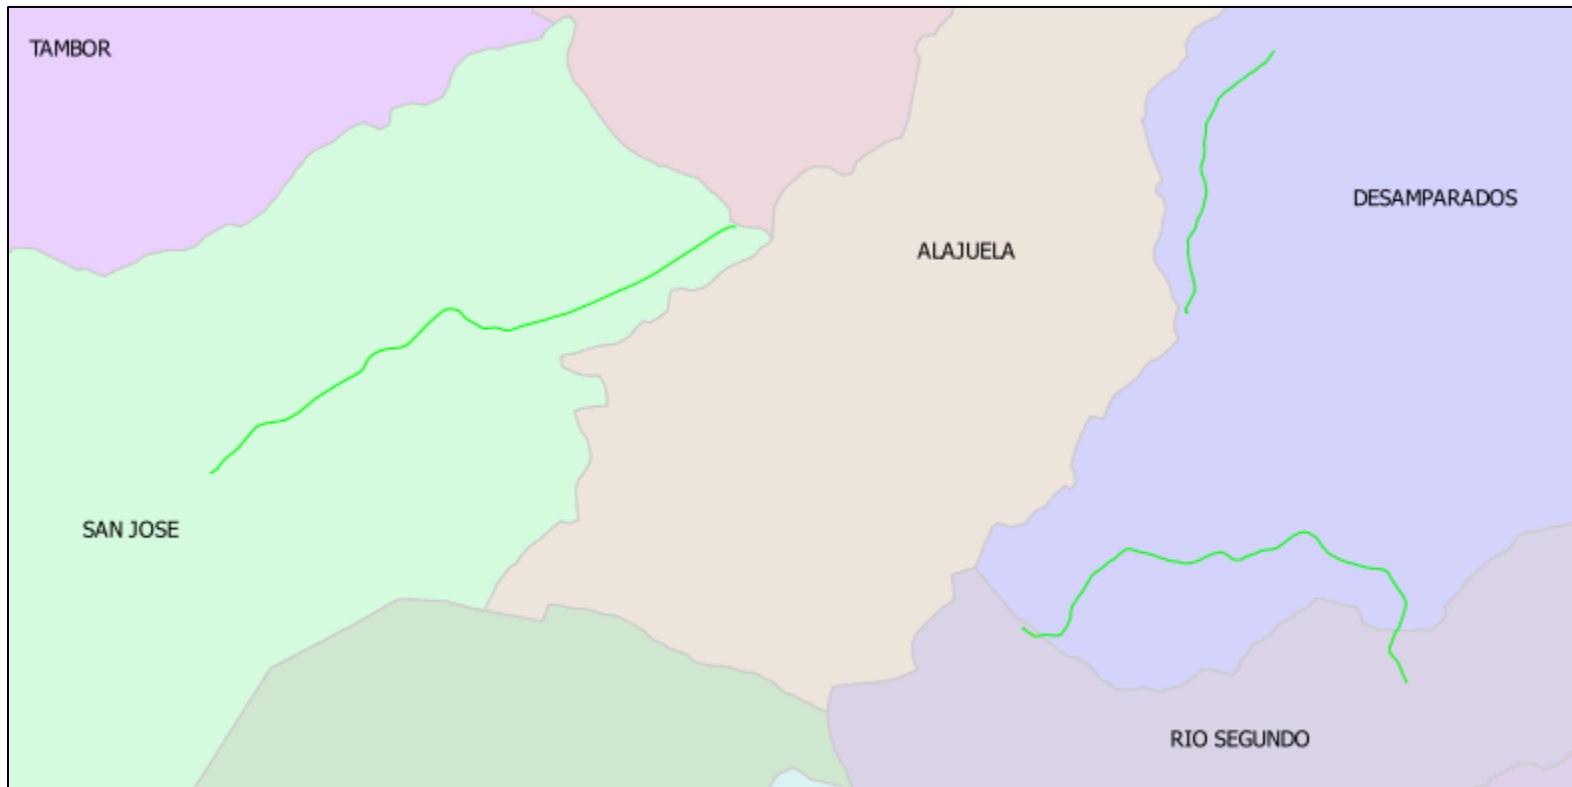 TAMBOR
DESAMPARADOS
ALAJUELA
SAN JOSE
RIO SEGUNDO